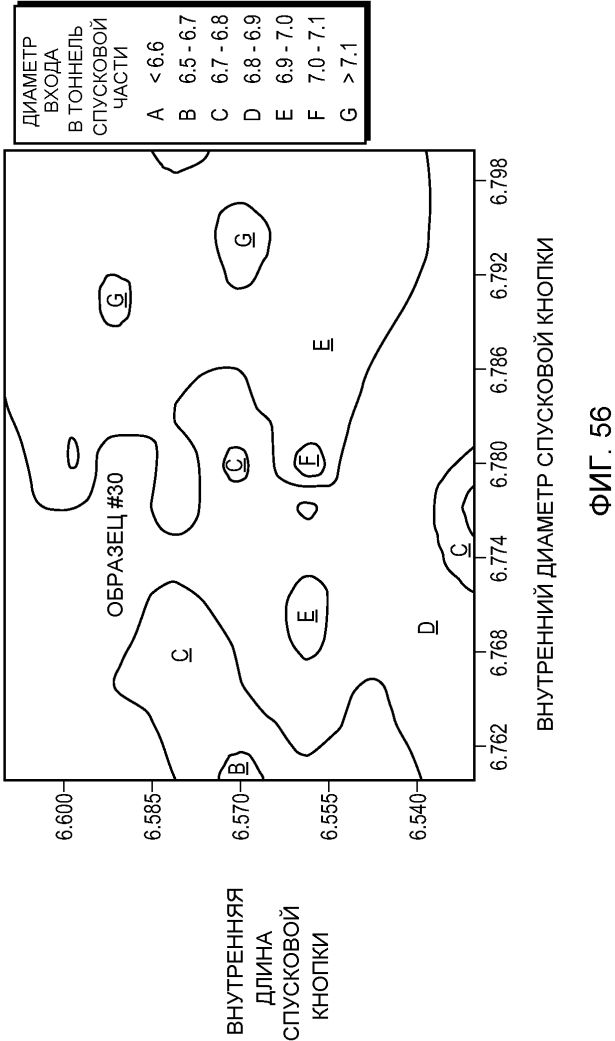 ДИАМЕТР
ВХОДА
В ТОННЕЛЬ
СПУСКОВОЙ
ЧАСТИ
A < 6.6
B 6.5 - 6.7
C 6.7 - 6.8
D 6.8 - 6.9
E 6.9 - 7.0
F 7.0 - 7.1
G > 7.1
ВНУТРЕННЯЯ
ДЛИНА
СПУСКОВОЙ
КНОПКИ
6.600
6.585
6.570
6.555
6.540
ОБРАЗЕЦ #30
G
G
C
C
F
E
E
B
D
C
6.762
6.768
6.774
6.780
6.786
6.792
6.798
ВНУТРЕННИЙ ДИАМЕТР СПУСКОВОЙ КНОПКИ
ФИГ. 56